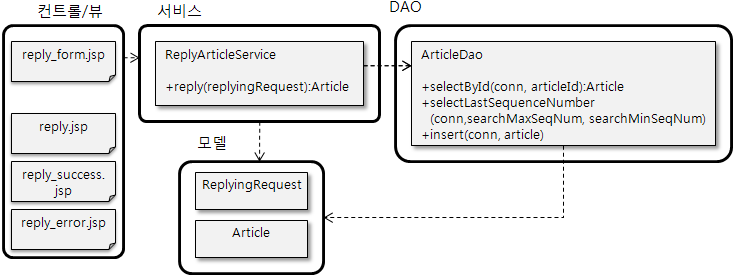 컨트롤/뷰
서비스
DAO
reply_form.jsp
reply.jsp
reply_success.
jsp
reply_error.jsp
ReplyArticleService
+reply(replyingRequest):Article
ArticleDao
+selectById(conn, articleId):Article
+selectLastSequenceNumber
(conn,searchMaxSeqNum, searchMinSeqNum)
+insert(conn, article)
모델
ReplyingRequest
Article